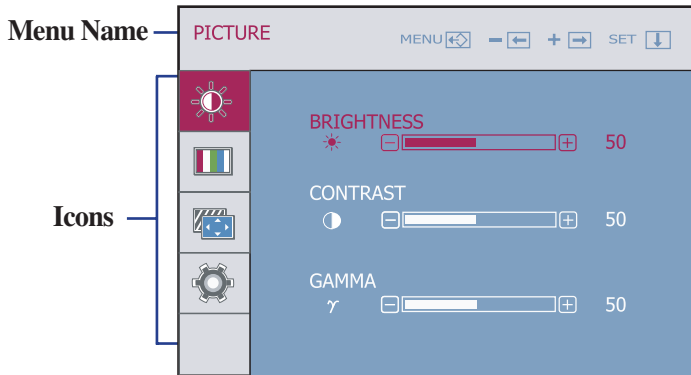 Menu Name
PICTURE MENU − + SET
BRIGHTNESS
50
CONTRAST
50
Icons
GAMMA
γ 50